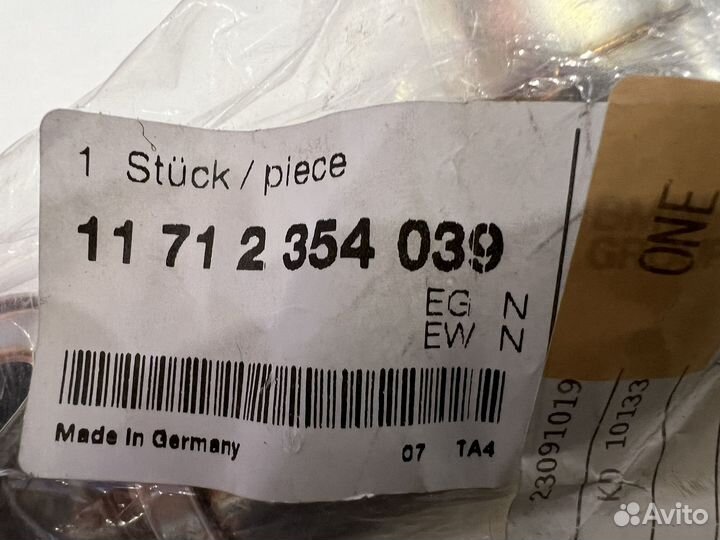 1 Stück / piece
11 71 2 354 039
EG N
EW N
Made in Germany
07 TA4
ONE
23091019
KD 10133
Avito